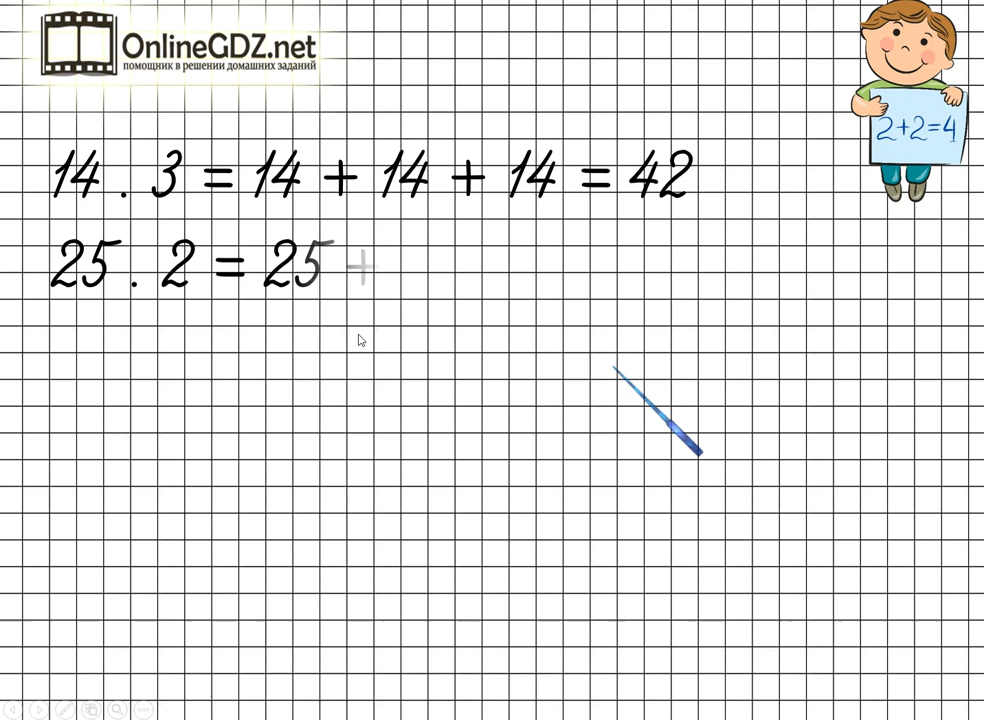 OnlineGDZ.net
помощник в решении домашних заданий
2+2=4
14 . 3 = 14 + 14 + 14 = 42
25 . 2 = 25 +